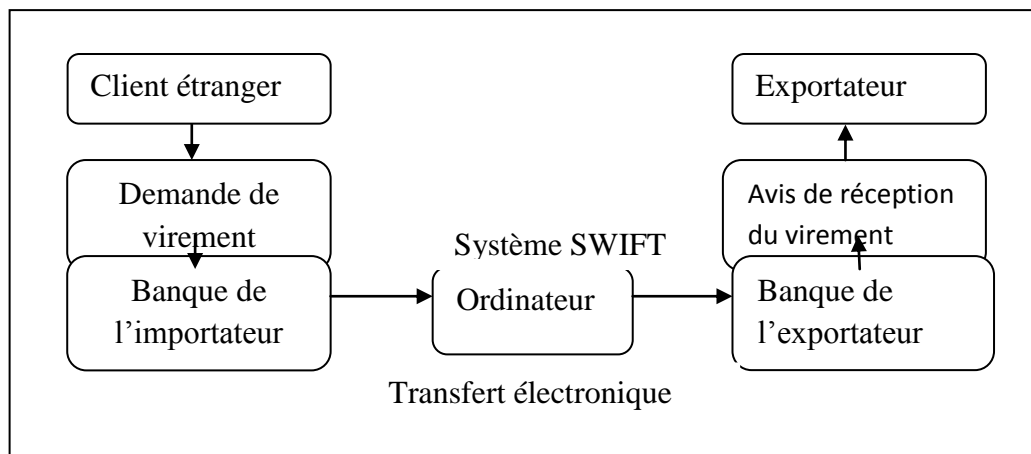 Client étranger
Exportateur
Demande de
virement
Avis de réception
du virement
Système SWIFT
Banque de
l’importateur
Ordinateur
Banque de
l’exportateur
Transfert électronique